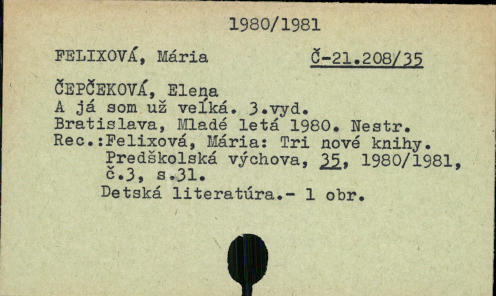 1980/1981
FELIXOVÁ, Mária Č-21.208/35
ČEPČEKOVÁ, Elena
A já som už veľká. 3.vyd.
Bratislava, Mladé letá 1980. Nestr.
Rec.:Felixová, Mária: Tri nové knihy.
Predškolská výchova, 35, 1980/1981,
č.3, s.31.
Detská literatúra.- 1 obr.